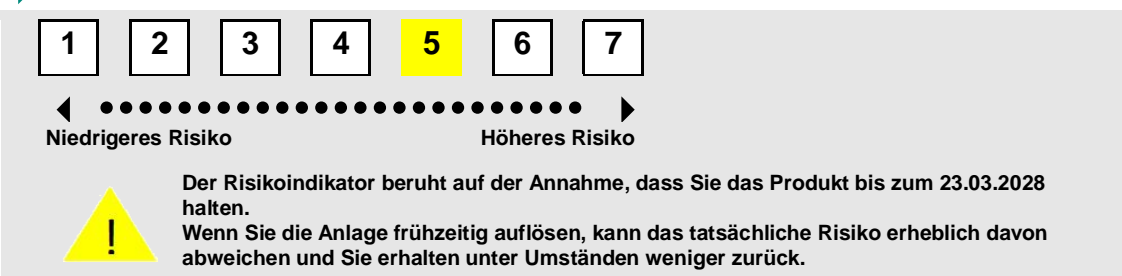 1 2 3 4 5 6 7
Niedrigeres Risiko Höheres Risiko
Der Risikoindikator beruht auf der Annahme, dass Sie das Produkt bis zum 23.03.2028
halten.
! Wenn Sie die Anlage frühzeitig auflösen, kann das tatsächliche Risiko erheblich davon
abweichen und Sie erhalten unter Umständen weniger zurück.